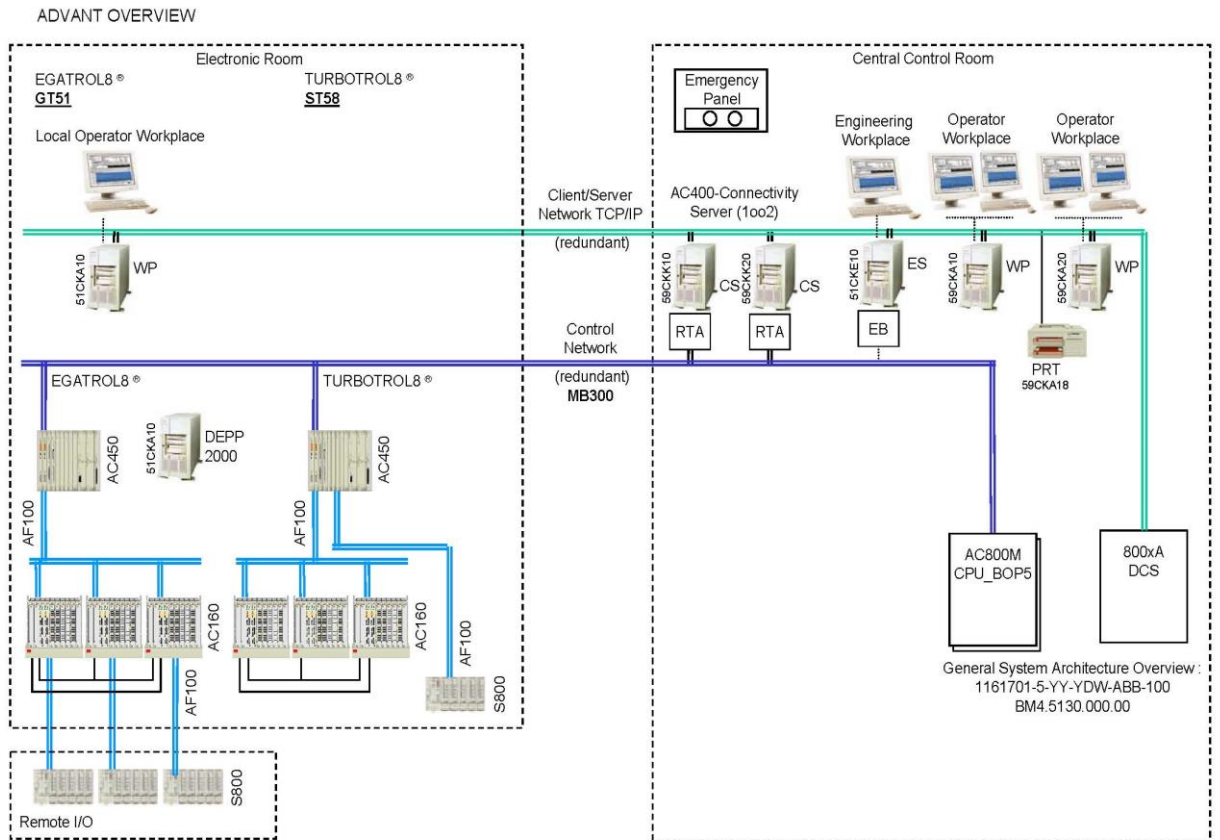 ADVANT OVERVIEW
Electronic Room
EGATROL8 ®
GT51
TURBOTROL8 ®
ST58
Local Operator Workplace
51CKA10
WP
Client/Server
Network TCP/IP
(redundant)
Central Control Room
Emergency
Panel
AC400-Connectivity
Server (1oo2)
Engineering
Workplace
Operator
Workplace
Operator
Workplace
59CKK10
CS
59CKK20
CS
51CKE10
ES
59CKA10
WP
59CKA20
WP
RTA
RTA
EB
PRT
59CKA18
Control
Network
(redundant)
MB300
EGATROL8 ®
TURBOTROL8 ®
AC450
51CKA10
DEPP
2000
AC450
AF100
AF100
AC160
AC160
AF100
AF100
S800
S800
Remote I/O
AC800M
CPU_BOP5
800xA
DCS
General System Architecture Overview :
1161701-5-YY-YDW-ABB-100
BM4.5130.000.00